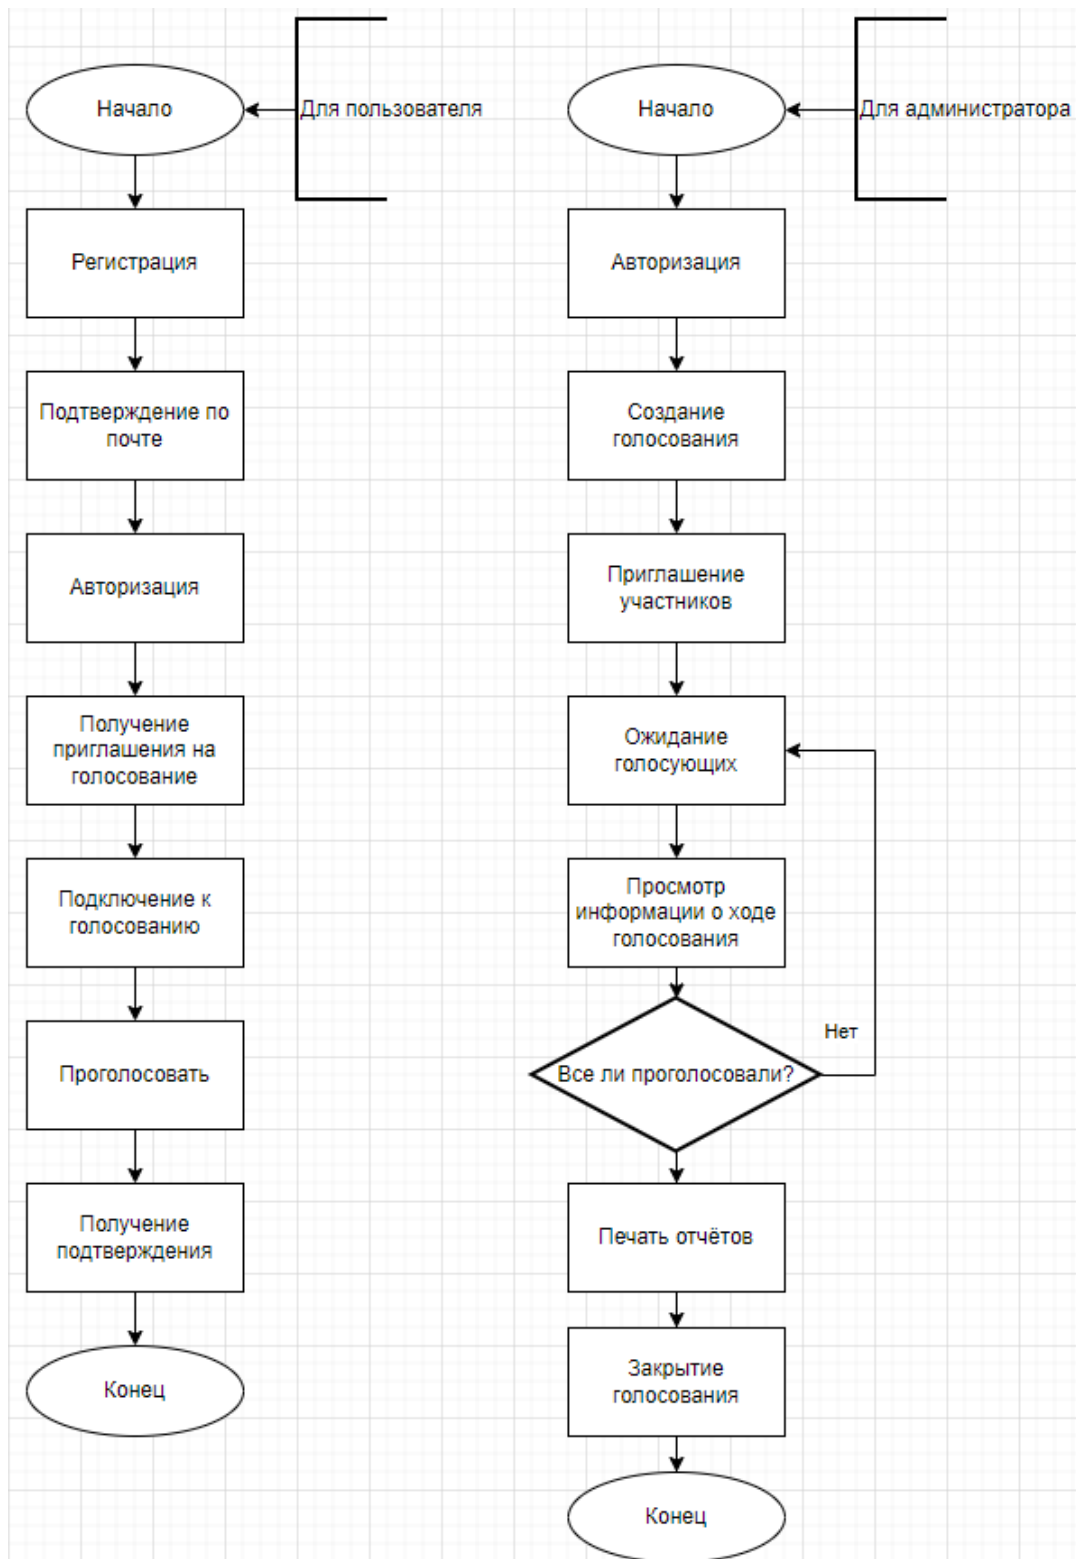 Начало
Для пользователя
Регистрация
Подтверждение по
почте
Авторизация
Получение
приглашения на
голосование
Подключение к
голосованию
Проголосовать
Получение
подтверждения
Конец
Начало
Для администратора
Авторизация
Создание
голосования
Приглашение
участников
Ожидание
голосующих
Просмотр
информации о ходе
голосования
Все ли проголосовали?
Нет
Печать отчётов
Закрытие
голосования
Конец